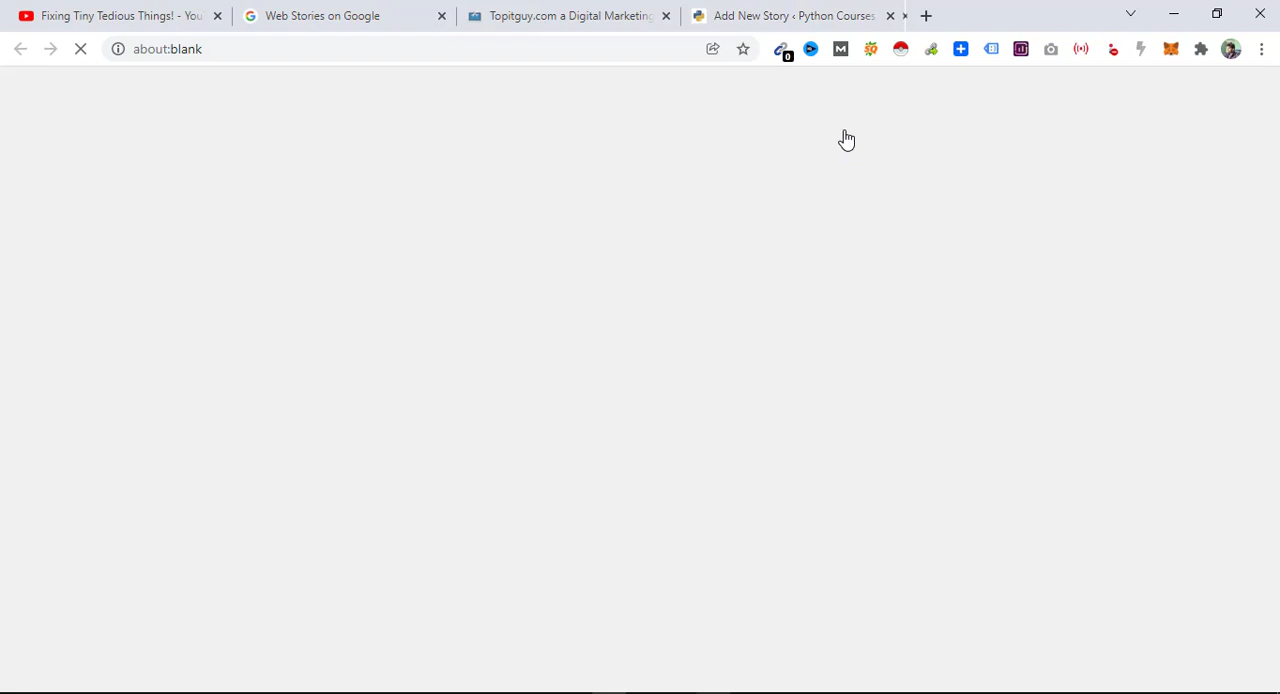 Fixing Tiny Tedious Things! - You
Web Stories on Google
Topitguy.com a Digital Marketing
Add New Story ‹ Python Courses
about:blank
0